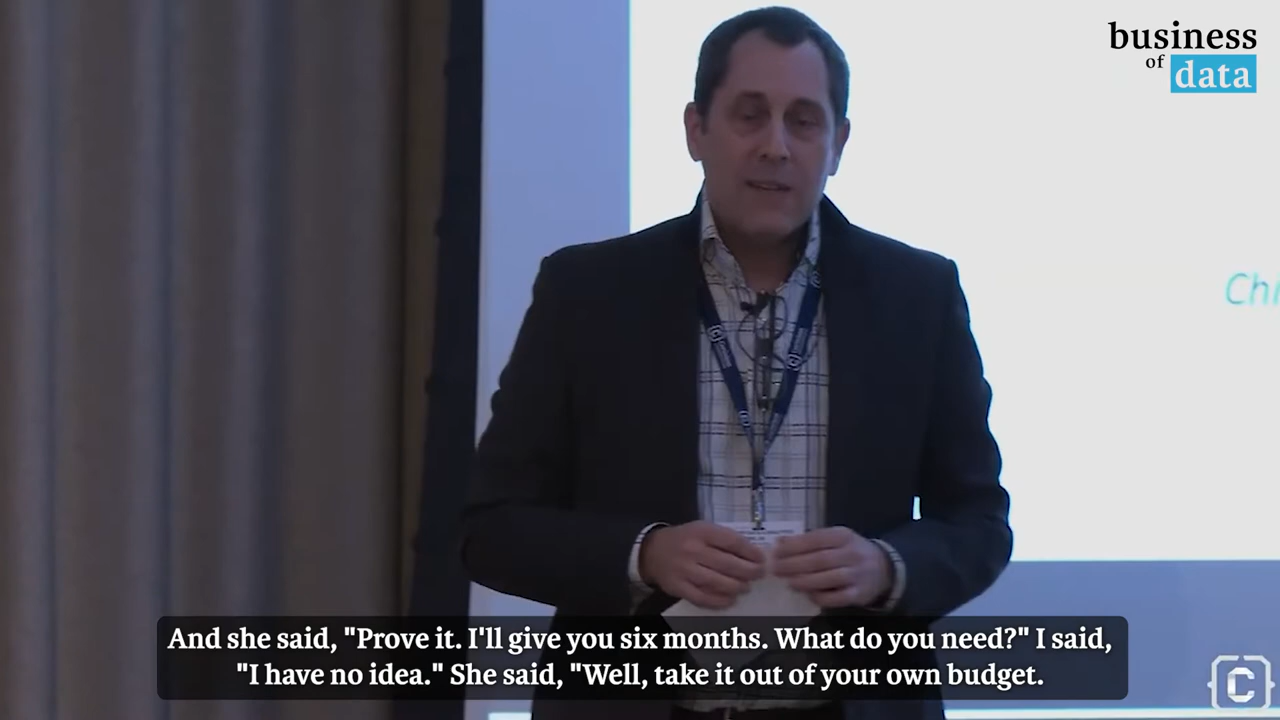 business
of
data
Chi
And she said, "Prove it. I'll give you six months. What do you need?" I said,
"I have no idea." She said, "Well, take it out of your own budget.
C